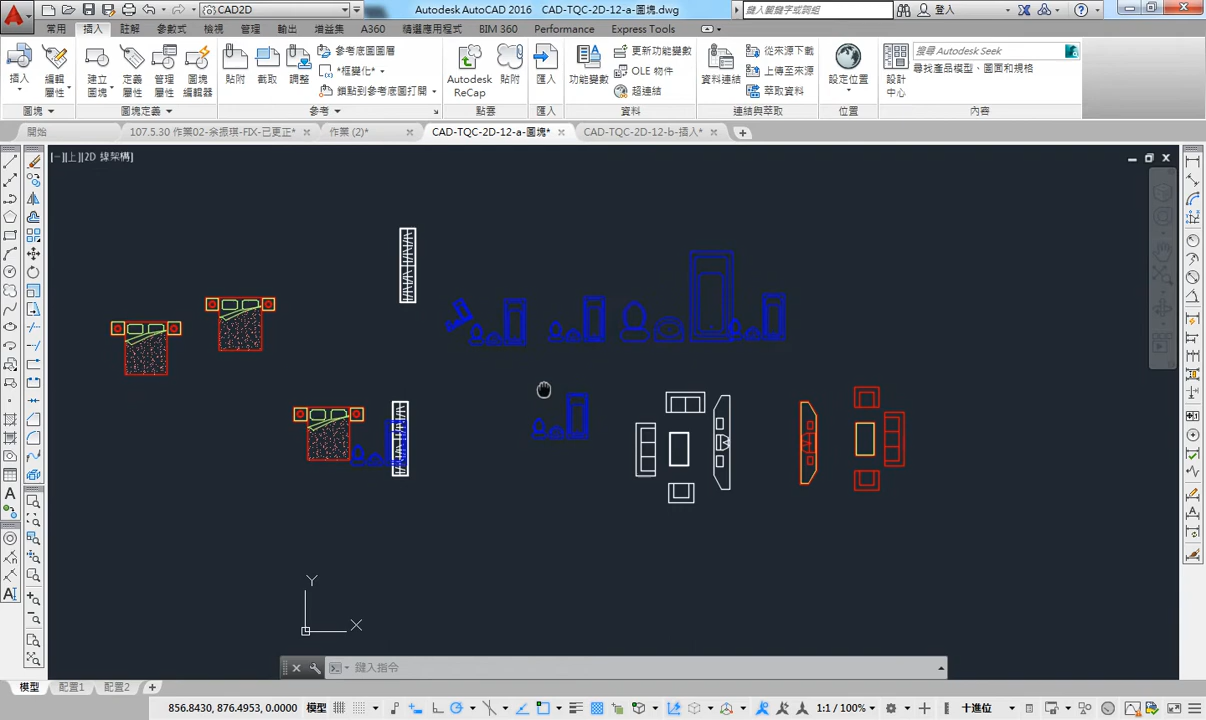 CAD2D
Autodesk AutoCAD 2016 CAD-TQC-2D-12-a-圖塊.dwg
鍵入關鍵字或詞組
登入
常用 插入 註解 參數式 檢視 管理 輸出 增益集 精選應用程式 BIM 360 Performance Express Tools
插入
編輯
屬性
建立
圖塊
定義
屬性
管理
屬性
圖塊
編輯器
貼附
截取
調整
參考底圖圖層
*框變化*
鎖點到參考底圖打開
Autodesk
ReCap
貼附
匯入
功能變數
更新功能變數
OLE 物件
超連結
資料連結
從來源下載
上傳至來源
萃取資料
設定位置
設計
中心
搜尋 Autodesk Seek
尋找產品模型、圖面和規格
圖塊 圖塊定義 參考 點雲 匯入 資料 連結與萃取 位置 內容
開始 107.5.30 作業02-余振琪-FIX-已更正* 作業 (2)* CAD-TQC-2D-12-a-圖塊* CAD-TQC-2D-12-b-插入*
[−][上][2D 線架構]
Y
X
鍵入指令
模型 配置1 配置2
856.8430, 876.4953, 0.0000 模型 1:1 / 100% 十進位